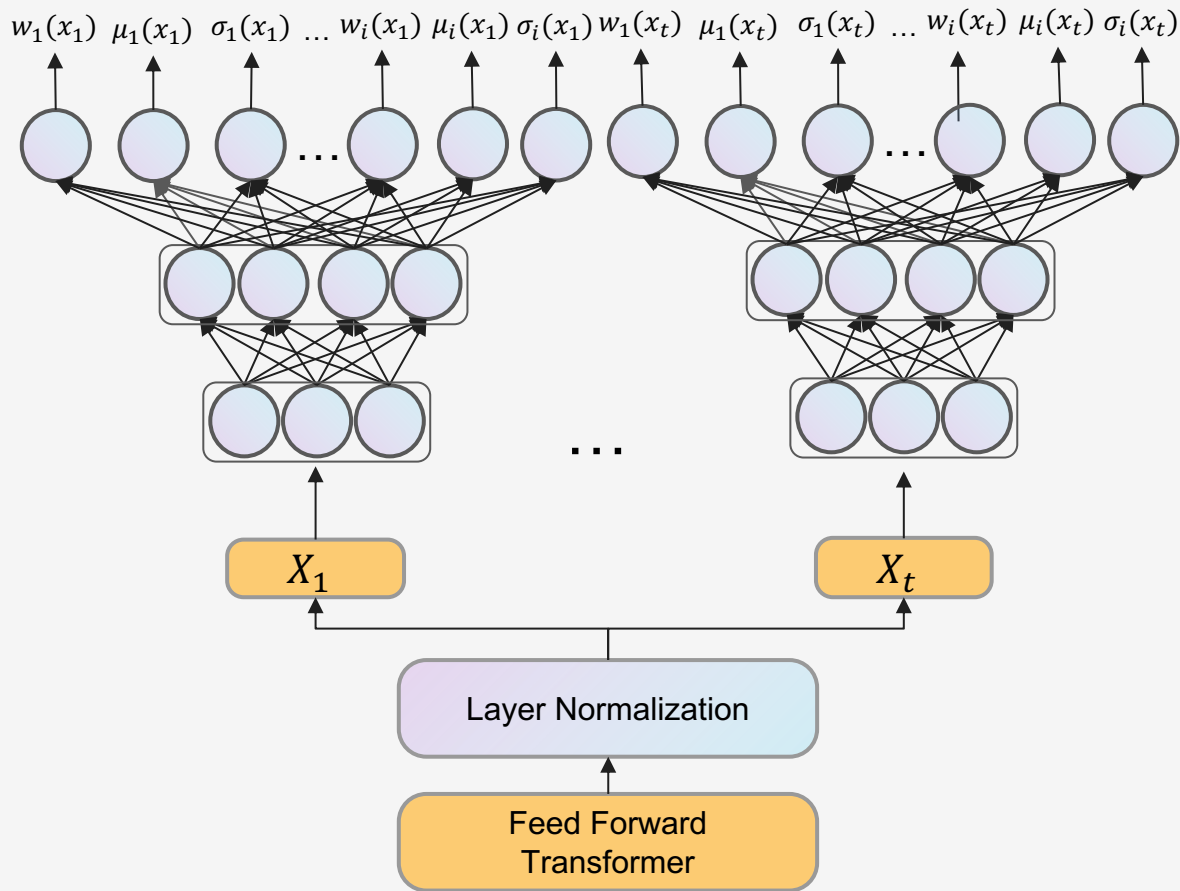 w₁(x₁) μ₁(x₁) σ₁(x₁) ... wᵢ(x₁) μᵢ(x₁) σᵢ(x₁) w₁(xₜ) μ₁(xₜ) σ₁(xₜ) ... wᵢ(xₜ) μᵢ(xₜ) σᵢ(xₜ)
... ...
...
X₁ Xₜ
Layer Normalization
Feed Forward
Transformer